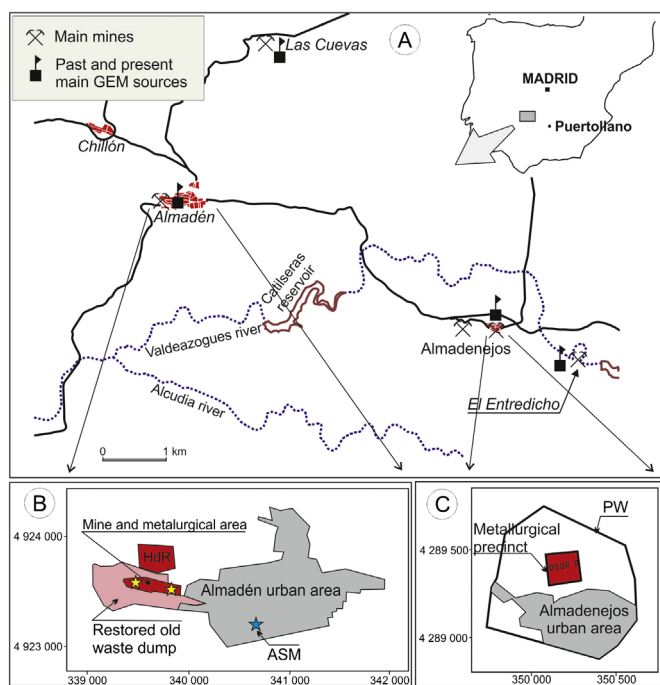 Main mines
Past and present
main GEM sources
A
Las Cuevas
MADRID
Puertollano
Chillón
Almadén
Catilseras
reservoir
Valdeazogues river
Almadenejos
Alcudia river
El Entredicho
0 1 km
B
Mine and metalurgical area
HdR
Almadén urban area
Restored old
waste dump
ASM
4 924 000
4 923 000
339 000 340 000 341 000 342 000
C
PW
Metallurgical
precinct
Almadenejos
urban area
4 289 500
4 289 000
350 000 350 500